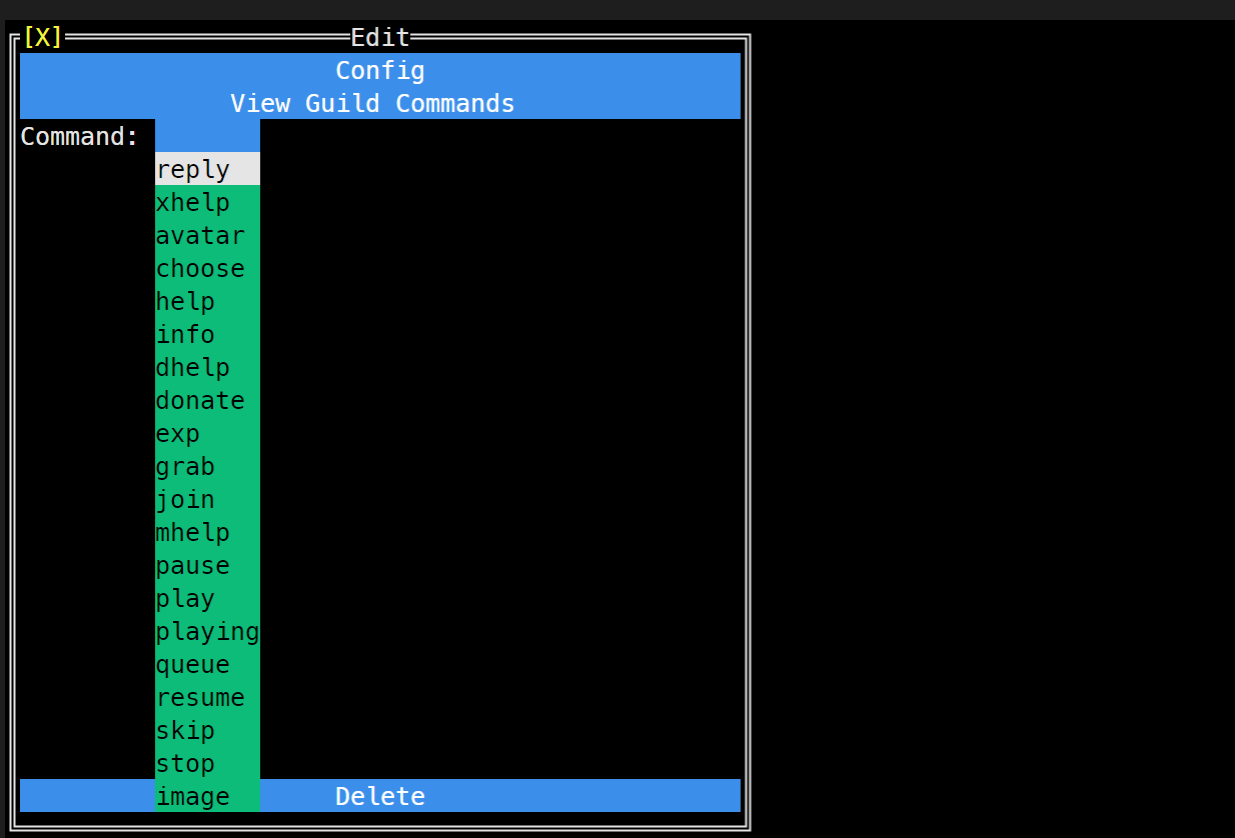 [X] Edit
Config
View Guild Commands
Command:
reply
xhelp
avatar
choose
help
info
dhelp
donate
exp
grab
join
mhelp
pause
play
playing
queue
resume
skip
stop
image Delete